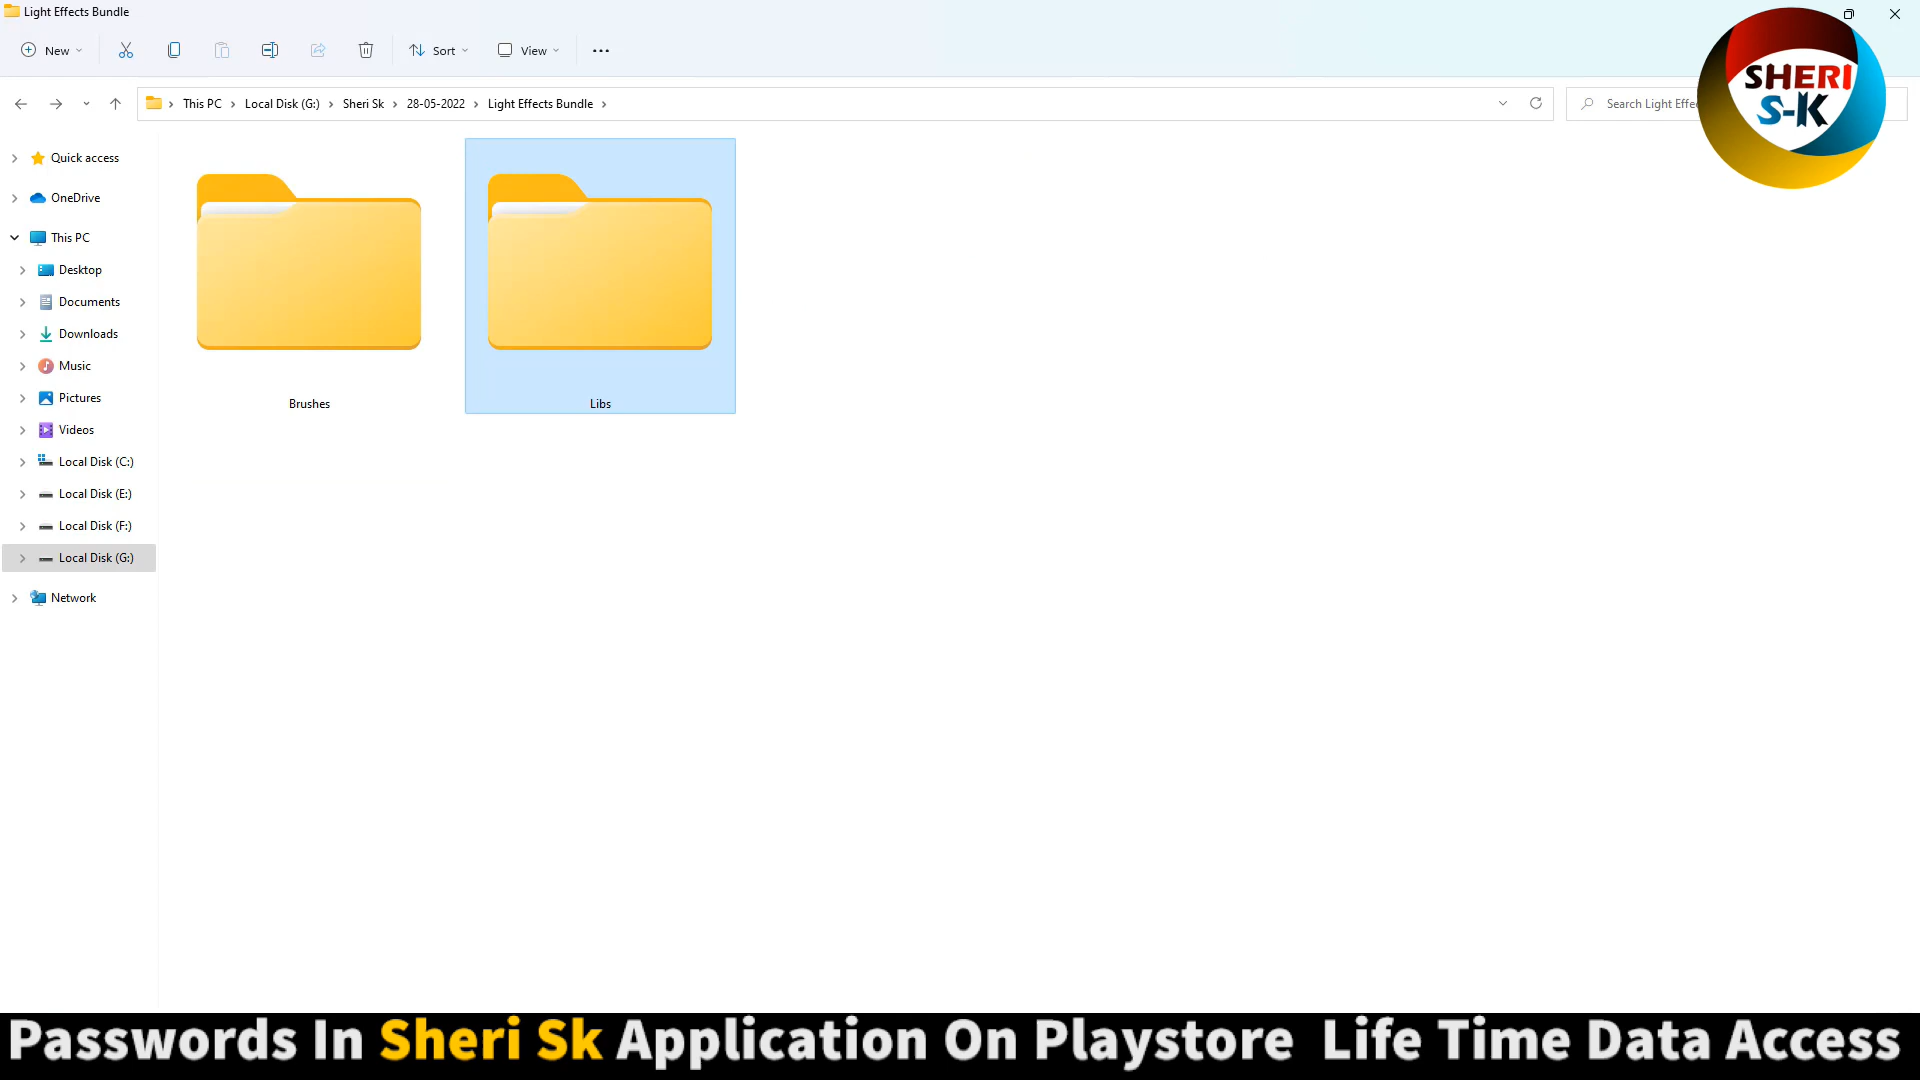 Light Effects Bundle
New
Sort
View
This PC
Local Disk (G:)
Sheri Sk
28-05-2022
Light Effects Bundle
Search Light Effe
SHERI
S-K
Quick access
OneDrive
This PC
Desktop
Documents
Downloads
Music
Pictures
Videos
Local Disk (C:)
Local Disk (E:)
Local Disk (F:)
Local Disk (G:)
Network
Brushes
Libs
Passwords In Sheri Sk Application On Playstore Life Time Data Access